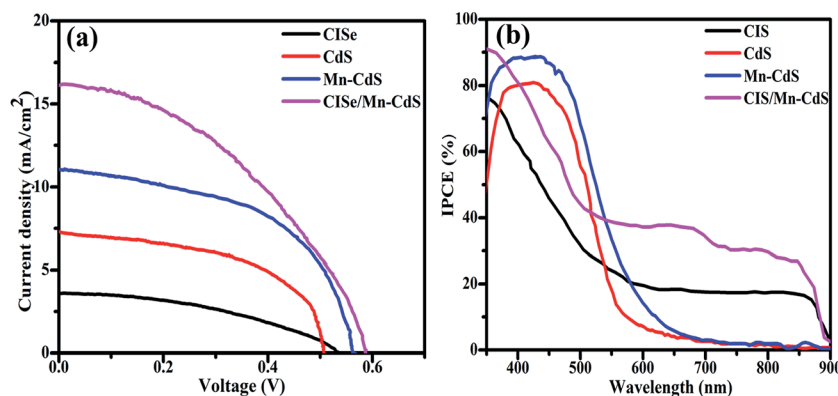 (a)
CISe
CdS
Mn-CdS
CISe/Mn-CdS
20
15
10
5
0
0.0 0.2 0.4 0.6
Current density (mA/cm2)
Voltage (V)
(b)
CIS
CdS
Mn-CdS
CIS/Mn-CdS
100
80
60
40
20
0
400 500 600 700 800 900
IPCE (%)
Wavelength (nm)